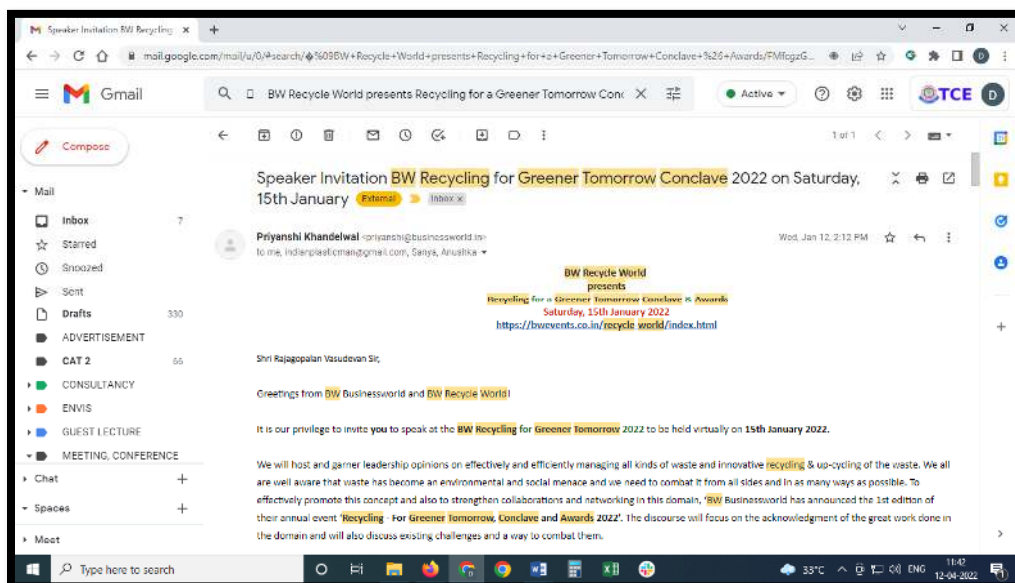 Speaker Invitation BW Recycling
mail.google.com/mail/u/0/#search/�%09BW+Recycle+World+presents+Recycling+for+a+Greener+Tomorrow+Conclave+%26+Awards/FMfcgzG...
Gmail
BW Recycle World presents Recycling for a Greener Tomorrow Conc
Active
TCE
D
Compose
1 of 1
Mail
Inbox 7
Starred
Snoozed
Sent
Drafts 330
ADVERTISEMENT
CAT 2 66
CONSULTANCY
ENVIS
GUEST LECTURE
MEETING, CONFERENCE
Chat
Spaces
Meet
Speaker Invitation BW Recycling for Greener Tomorrow Conclave 2022 on Saturday,
15th January External Inbox x
Priyanshi Khandelwal <priyanshi@businessworld.in>
Wed, Jan 12, 2:12 PM
to me, indianplasticman@gmail.com, Sanya, Anushka
BW Recycle World
presents
Recycling for a Greener Tomorrow Conclave & Awards
Saturday, 15th January 2022
https://bwevents.co.in/recycle world/index.html
Shri Rajagopalan Vasudevan Sir,
Greetings from BW Businessworld and BW Recycle World!
It is our privilege to invite you to speak at the BW Recycling for Greener Tomorrow 2022 to be held virtually on 15th January 2022.
We will host and garner leadership opinions on effectively and efficiently managing all kinds of waste and innovative recycling & up-cycling of the waste. We all
are well aware that waste has become an environmental and social menace and we need to combat it from all sides and in as many ways as possible. To
effectively promote this concept and also to strengthen collaborations and networking in this domain, 'BW Businessworld has announced the 1st edition of
their annual event 'Recycling - For Greener Tomorrow, Conclave and Awards 2022'. The discourse will focus on the acknowledgment of the great work done in
the domain and will also discuss existing challenges and a way to combat them.
Type here to search
33°C
ENG
11:42
12-04-2022